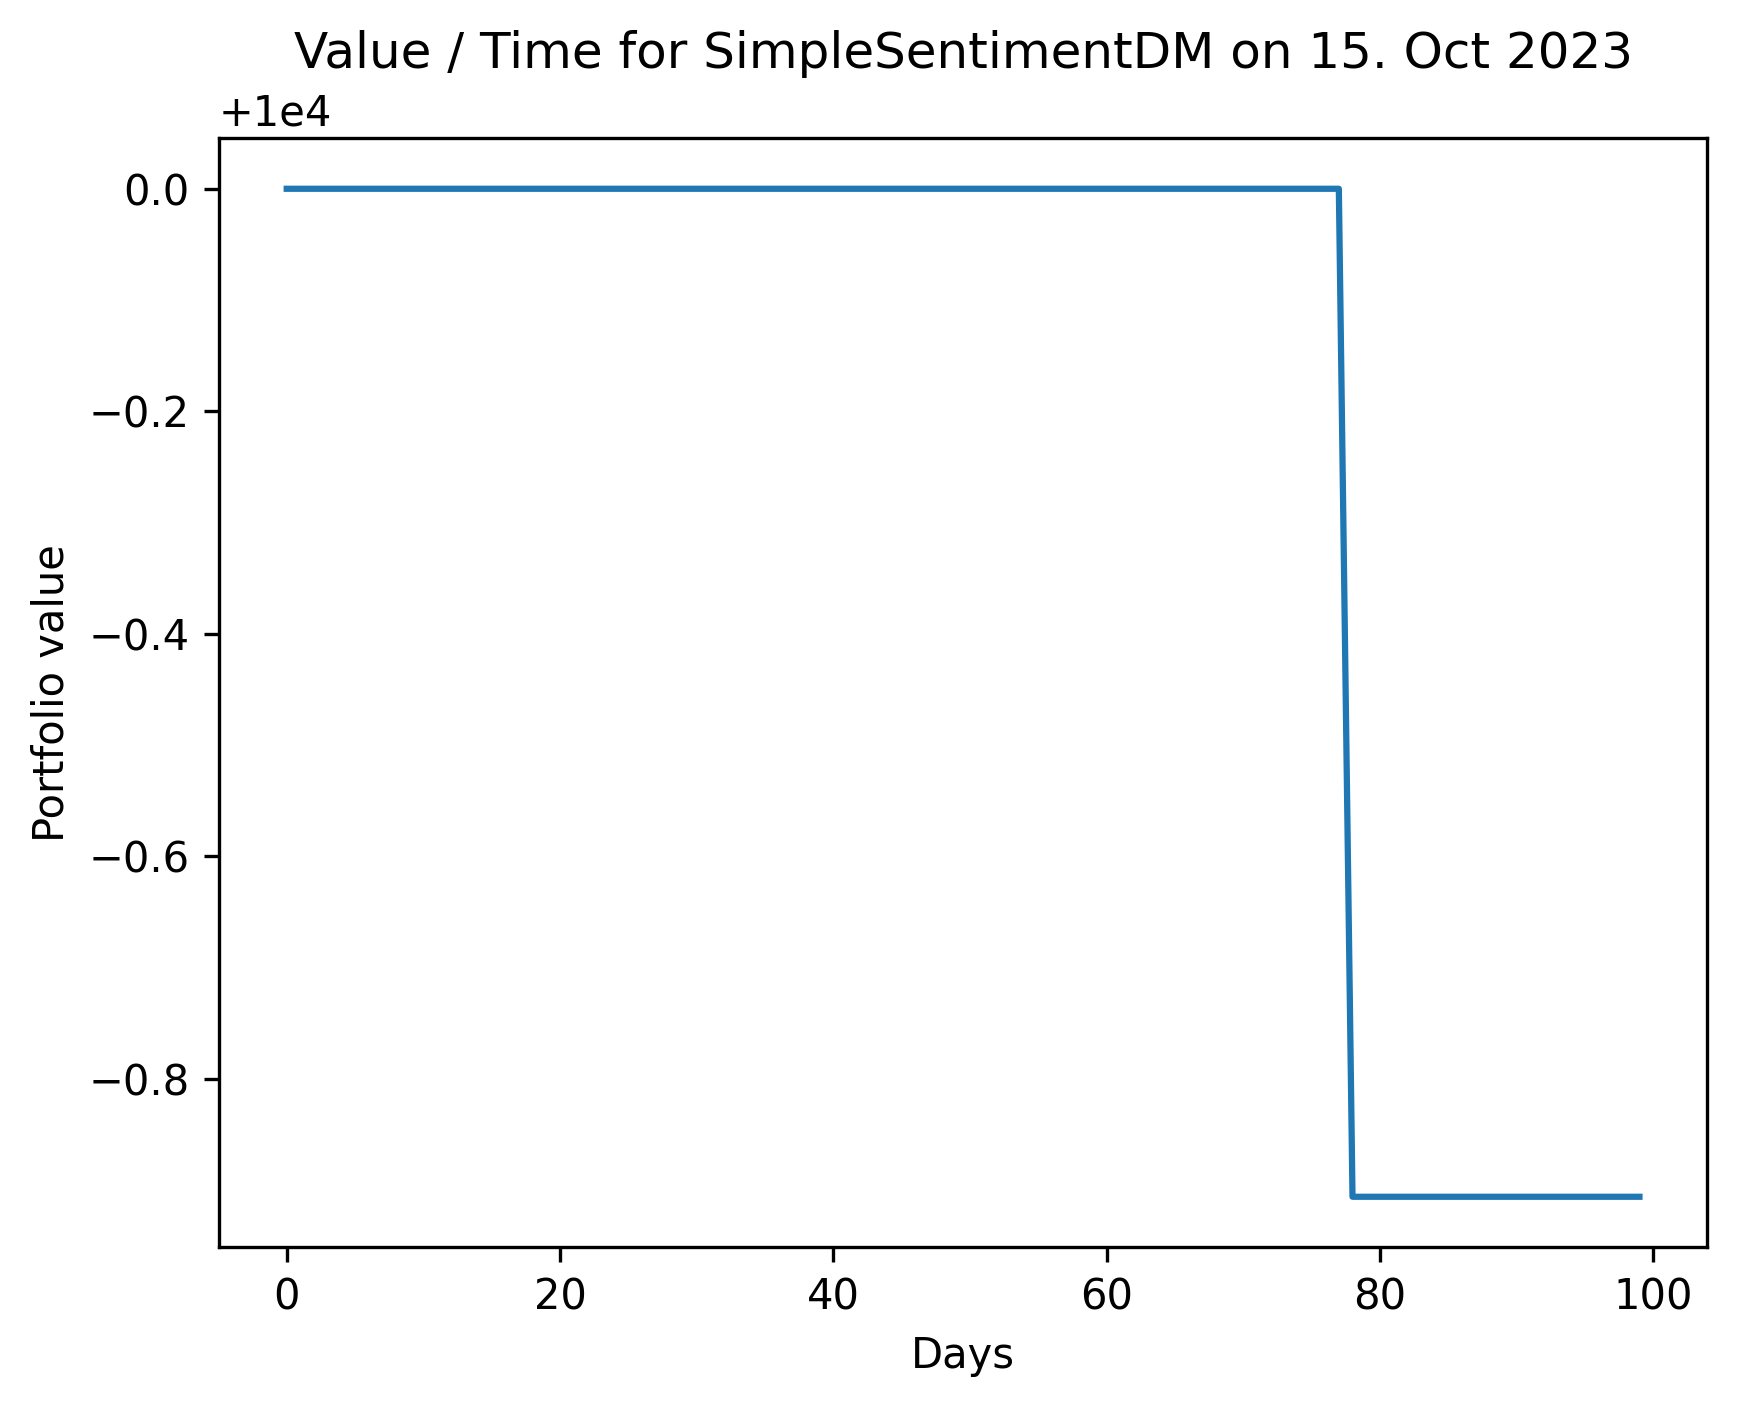 Value / Time for SimpleSentimentDM on 15. Oct 2023
+1e4
0.0
−0.2
−0.4
−0.6
−0.8
Portfolio value
0 20 40 60 80 100
Days